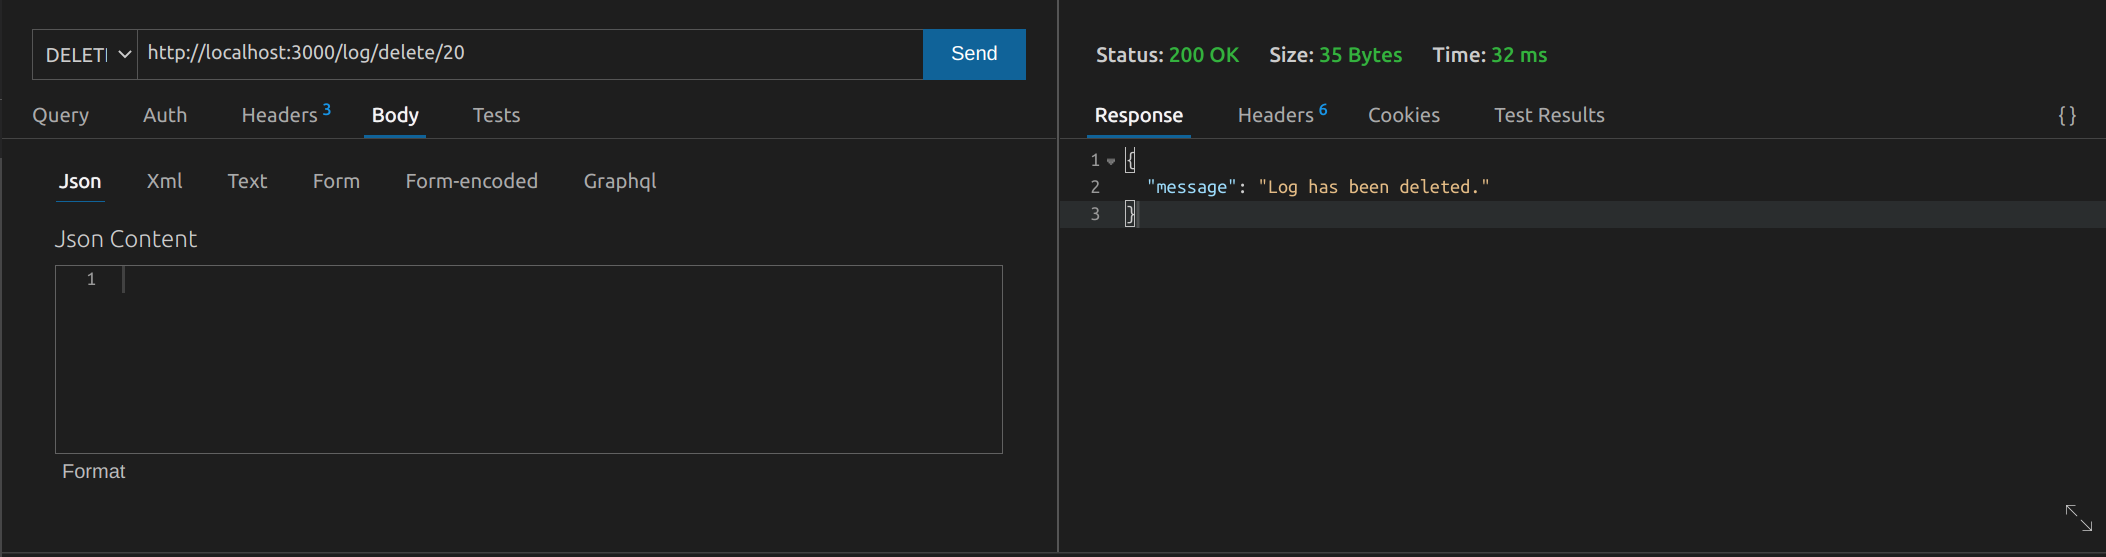 DELETE http://localhost:3000/log/delete/20 Send
Query Auth Headers 3 Body Tests
Json Xml Text Form Form-encoded Graphql
Json Content
1
Format
Status: 200 OK Size: 35 Bytes Time: 32 ms
Response Headers 6 Cookies Test Results { }
1 {
2 "message": "Log has been deleted."
3 }